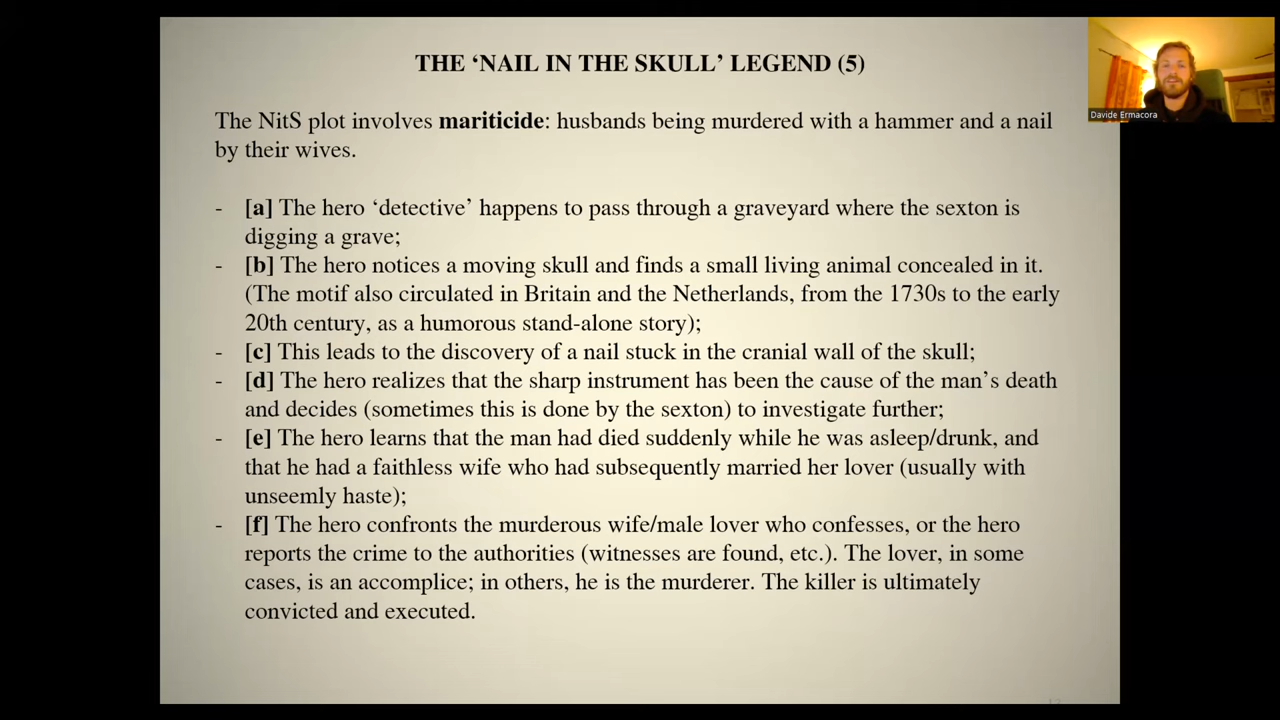 THE ‘NAIL IN THE SKULL’ LEGEND (5)
Davide Ermacora
The NitS plot involves mariticide: husbands being murdered with a hammer and a nail
by their wives.
- [a] The hero ‘detective’ happens to pass through a graveyard where the sexton is
digging a grave;
- [b] The hero notices a moving skull and finds a small living animal concealed in it.
(The motif also circulated in Britain and the Netherlands, from the 1730s to the early
20th century, as a humorous stand-alone story);
- [c] This leads to the discovery of a nail stuck in the cranial wall of the skull;
- [d] The hero realizes that the sharp instrument has been the cause of the man’s death
and decides (sometimes this is done by the sexton) to investigate further;
- [e] The hero learns that the man had died suddenly while he was asleep/drunk, and
that he had a faithless wife who had subsequently married her lover (usually with
unseemly haste);
- [f] The hero confronts the murderous wife/male lover who confesses, or the hero
reports the crime to the authorities (witnesses are found, etc.). The lover, in some
cases, is an accomplice; in others, he is the murderer. The killer is ultimately
convicted and executed.